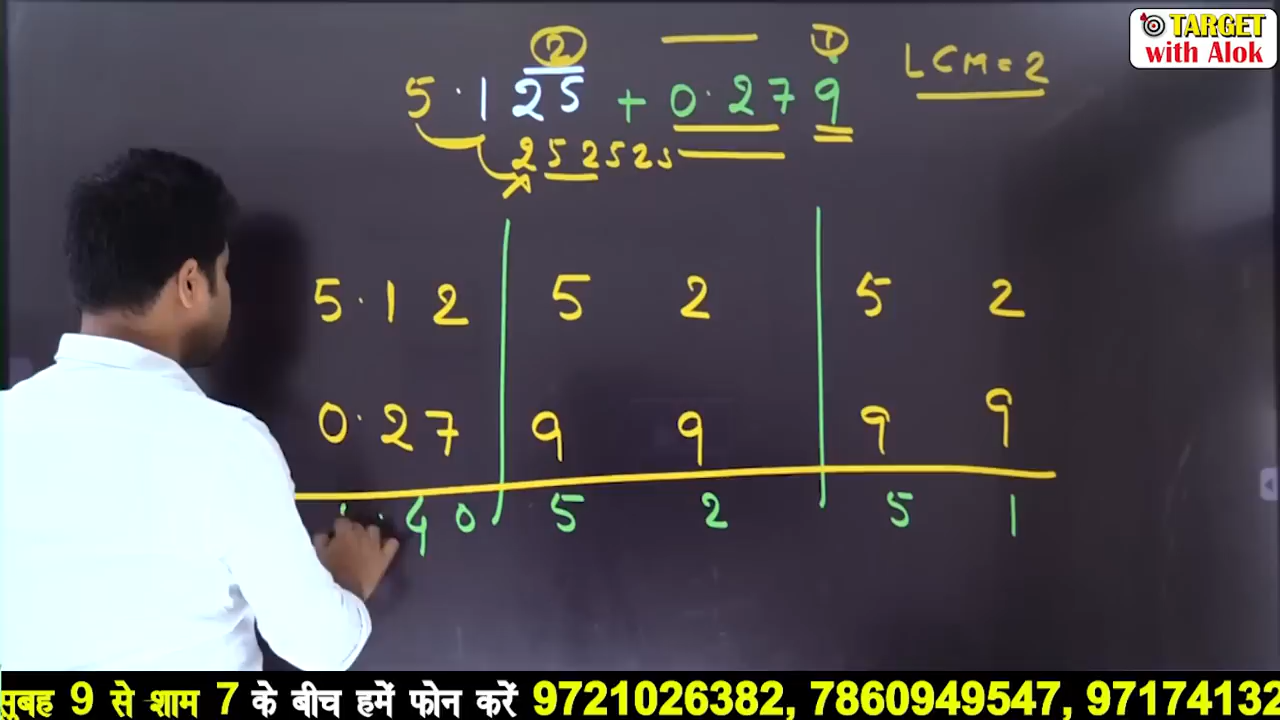 TARGET
with Alok
2 1
5.125 + 0.279 LCM=2
252525
5.12 5 2 5 2
0.27 9 9 9 9
.40 5 2 5 1
सुबह 9 से शाम 7 के बीच हमें फोन करें 9721026382, 7860949547, 97174132